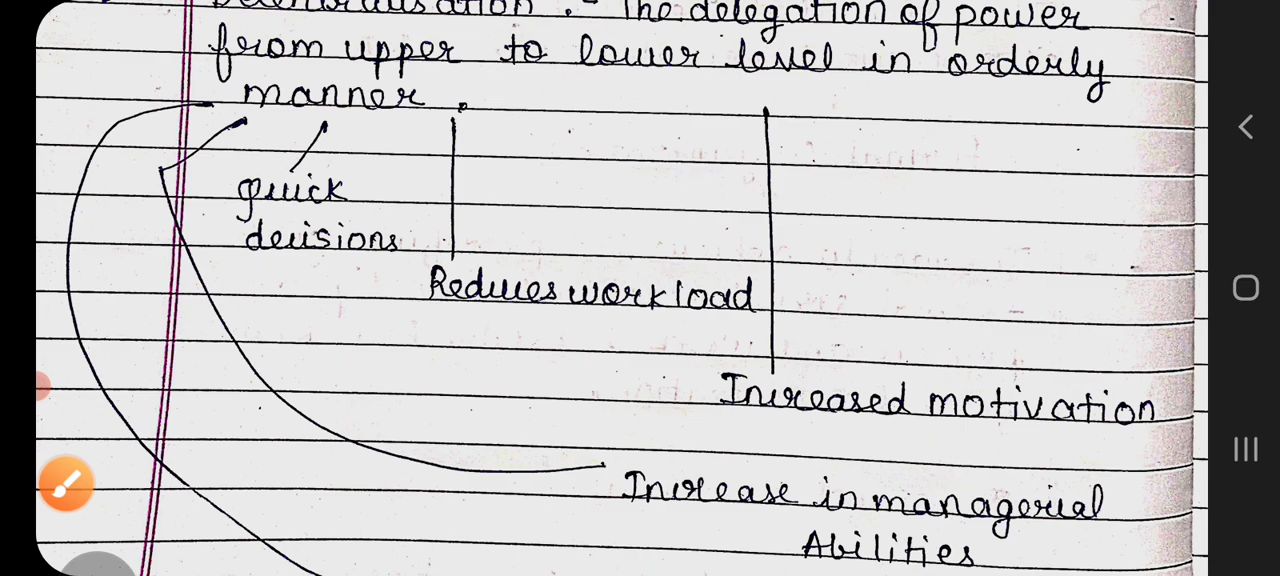 The delegation of power
from upper to lower level in orderly
manner.
quick
decisions
Reduces workload
Increased motivation
Increase in managerial
Abilities